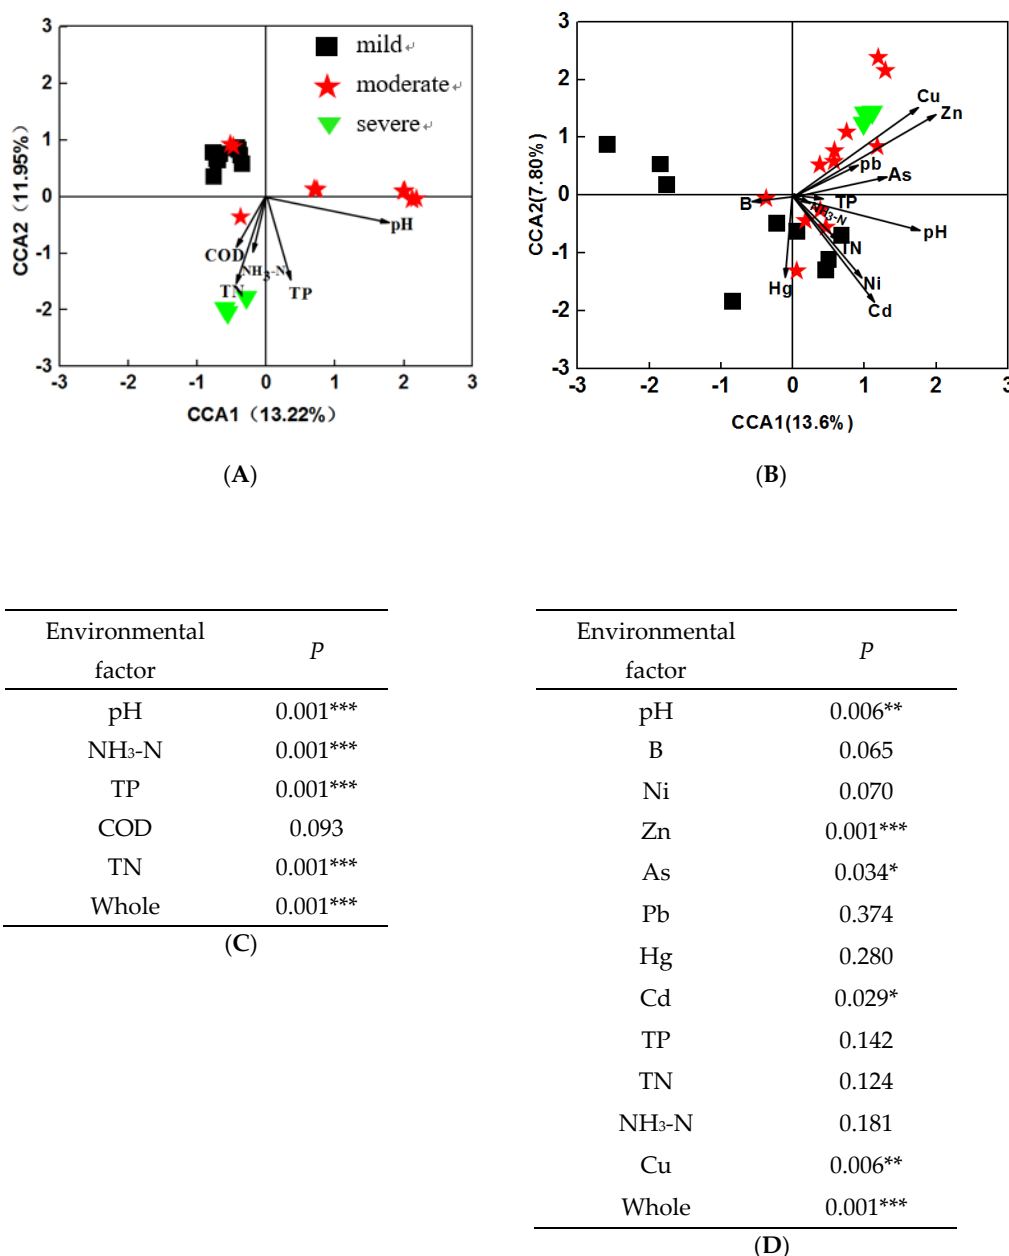 3
2
1
0
-1
-2
-3
-3 -2 -1 0 1 2 3
CCA2（11.95%）
CCA1（13.22%）
mild↵
moderate↵
severe↵
pH
COD
NH3-N
TN
TP
(A)
3
2
1
0
-1
-2
-3
-3 -2 -1 0 1 2 3
CCA2(7.80%)
CCA1(13.6%)
Cu
Zn
pb
As
B
TP
NH3-N
pH
TN
Ni
Hg
Cd
(B)
Environmental
factor
P
pH 0.001***
NH3-N 0.001***
TP 0.001***
COD 0.093
TN 0.001***
Whole 0.001***
(C)
Environmental
factor
P
pH 0.006**
B 0.065
Ni 0.070
Zn 0.001***
As 0.034*
Pb 0.374
Hg 0.280
Cd 0.029*
TP 0.142
TN 0.124
NH3-N 0.181
Cu 0.006**
Whole 0.001***
(D)